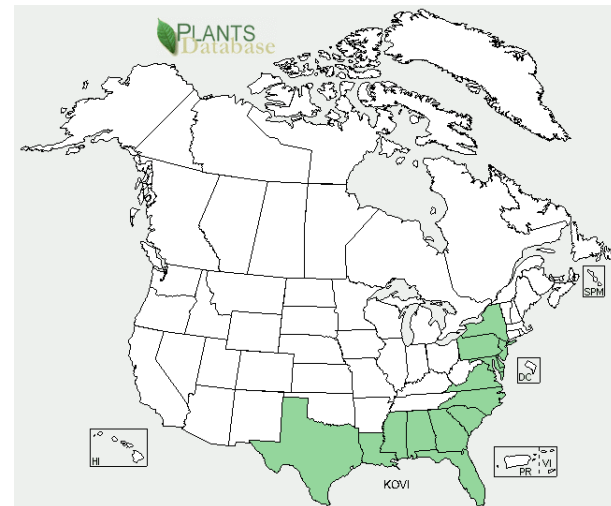 PLANTS
Database
SPM
DC
HI
PR
VI
KOVI